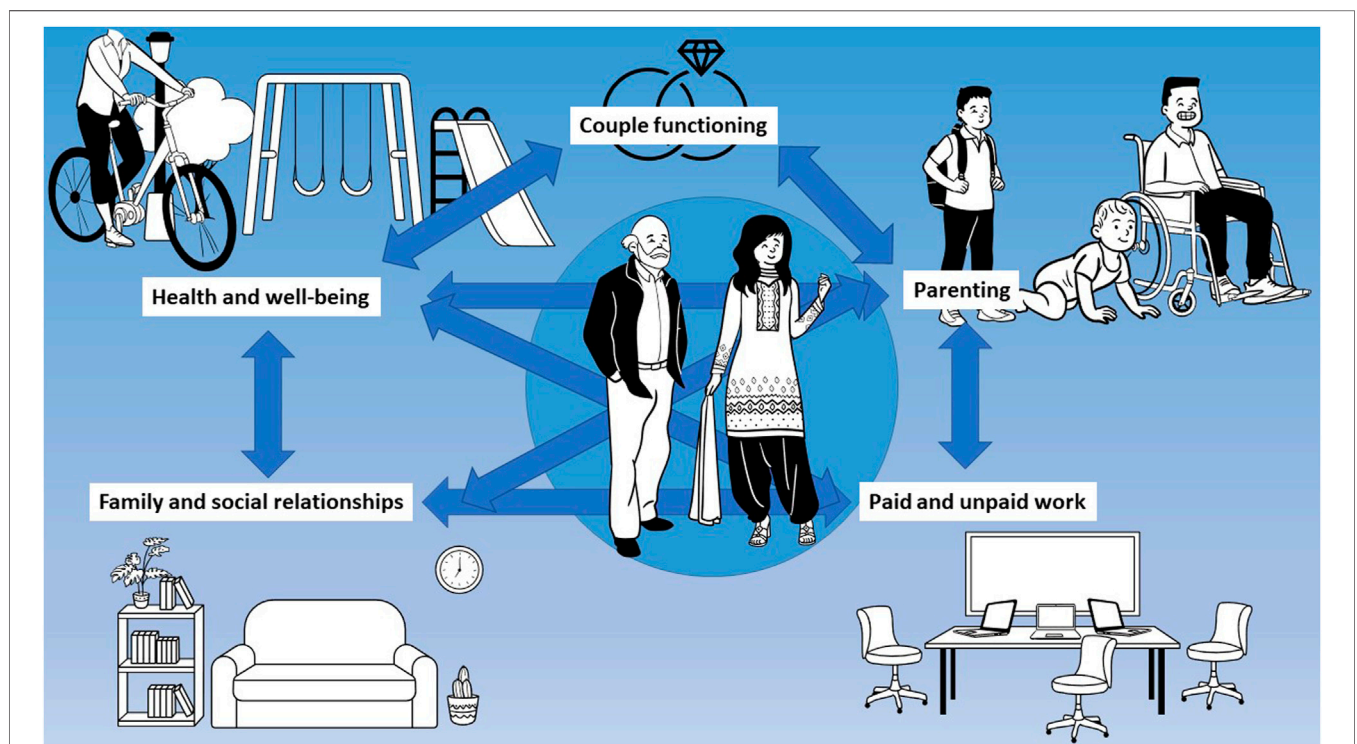 Couple functioning
Health and well-being
Parenting
Family and social relationships
Paid and unpaid work